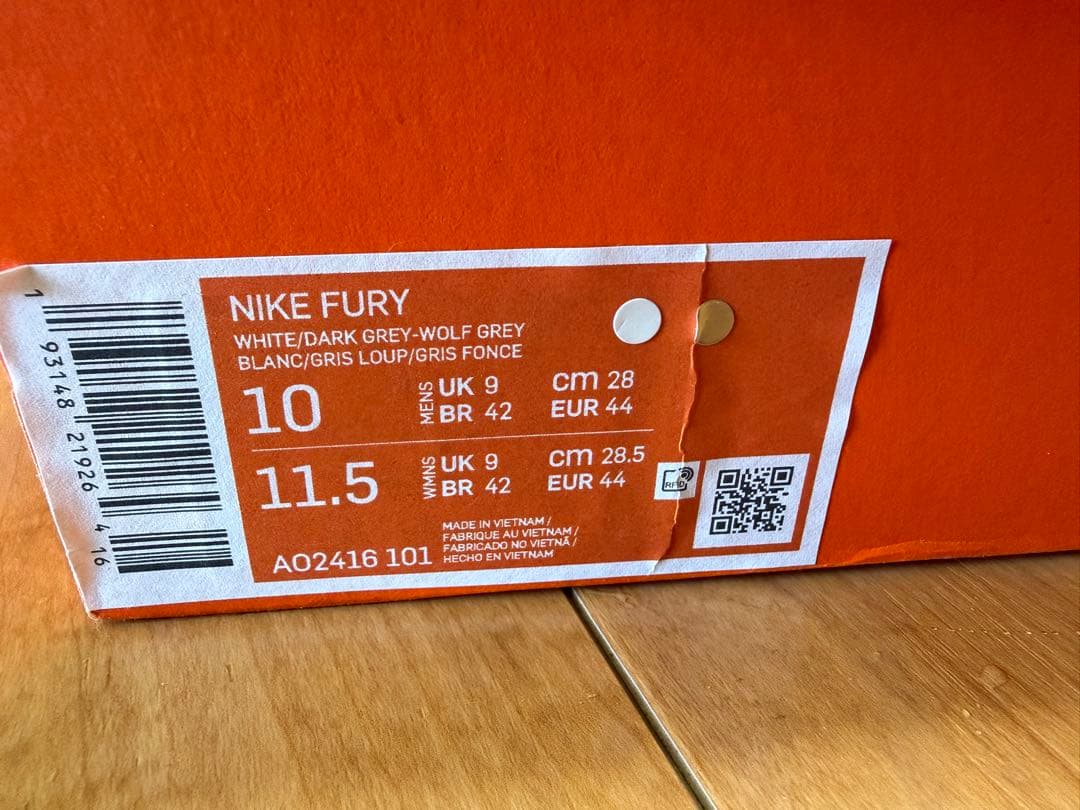 1 93148 21926 4 16
NIKE FURY
WHITE/DARK GREY-WOLF GREY
BLANC/GRIS LOUP/GRIS FONCE
10 MENS UK 9 cm 28
BR 42 EUR 44
11.5 WMNS UK 9 cm 28.5
BR 42 EUR 44
RFID
AO2416 101
MADE IN VIETNAM /
FABRIQUE AU VIETNAM /
FABRICADO NO VIETNÃ /
HECHO EN VIETNAM